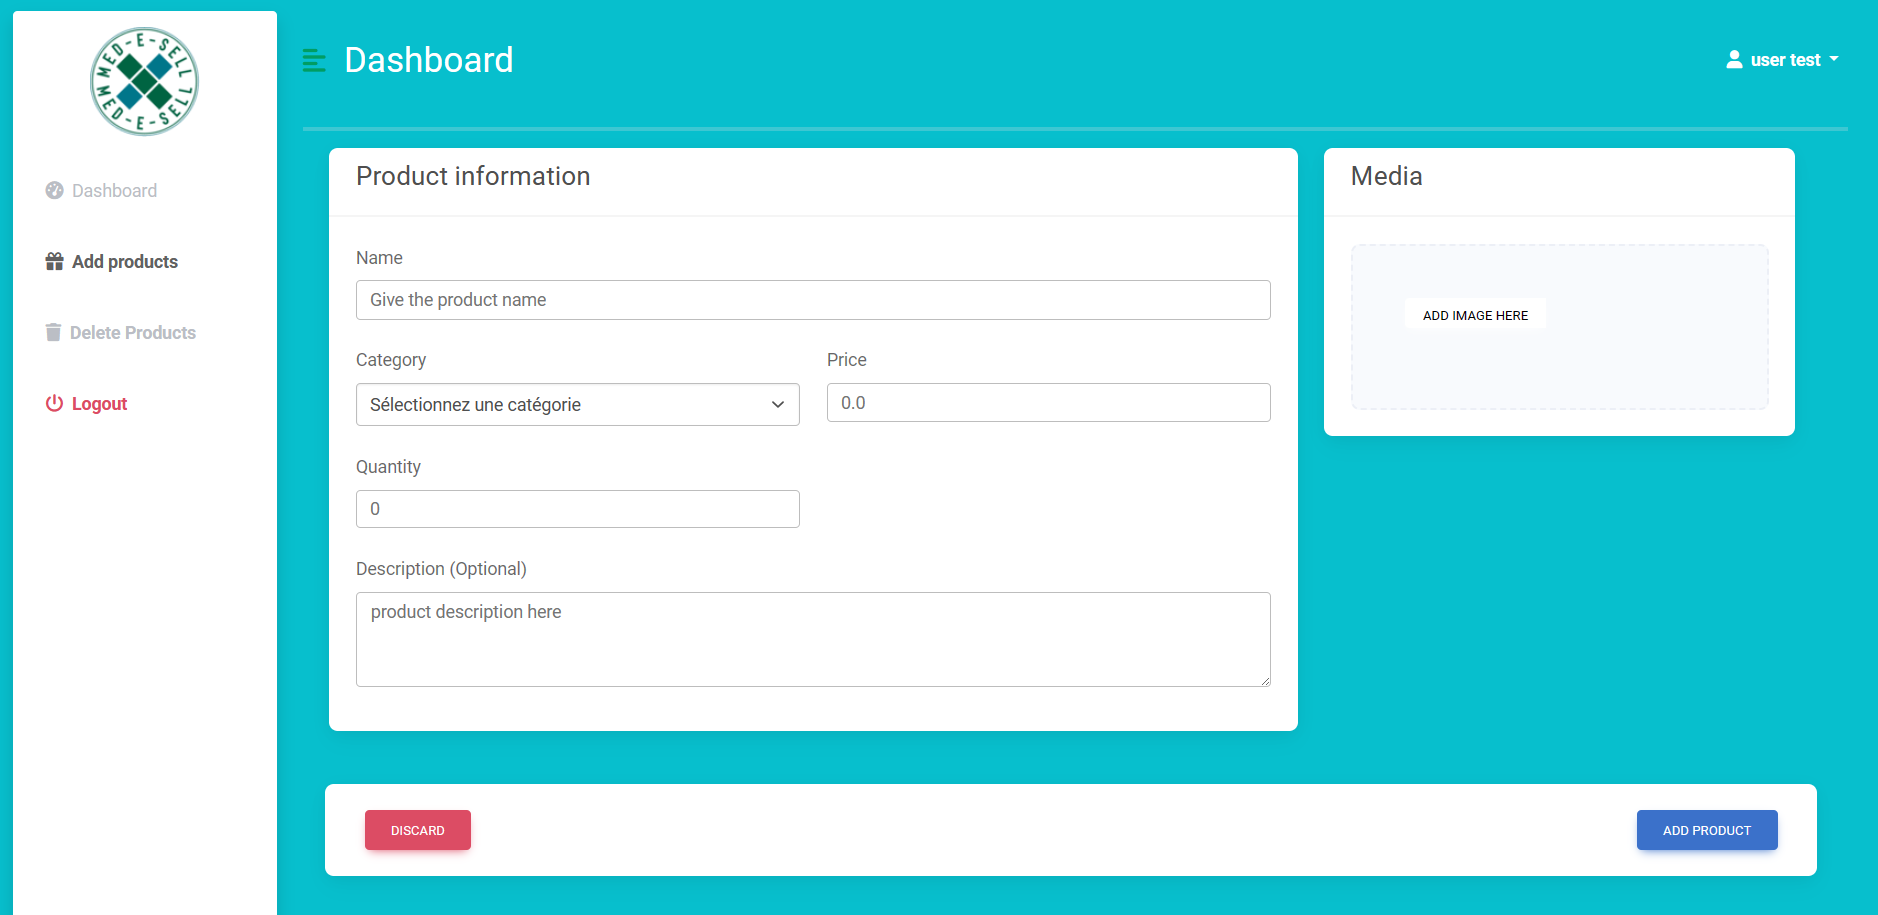 MED-E-SELL
MED-E-SELL
Dashboard
Add products
Delete Products
Logout
Dashboard
user test
Product information
Name
Give the product name
Category
Price
Sélectionnez une catégorie
0.0
Quantity
0
Description (Optional)
product description here
Media
ADD IMAGE HERE
DISCARD
ADD PRODUCT